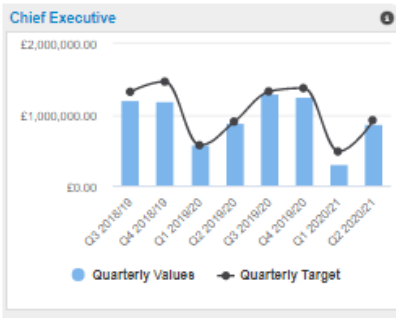 Chief Executive
£2,000,000.00
£1,000,000.00
£0.00
Q3 2018/19
Q4 2018/19
Q1 2019/20
Q2 2019/20
Q3 2019/20
Q4 2019/20
Q1 2020/21
Q2 2020/21
Quarterly Values
Quarterly Target